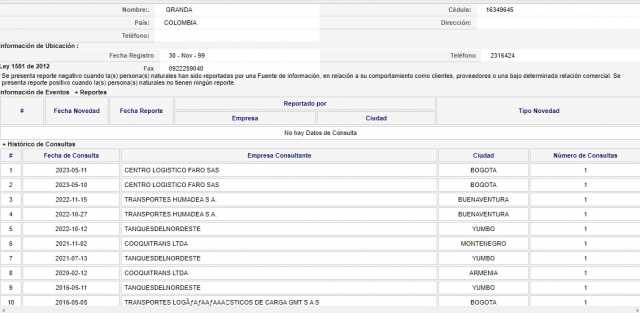 Nombre:. GRANDA Cédula: 16349645
País: COLOMBIA Dirección:
Teléfono:
Información de Ubicación :
Fecha Registro 30 - Nov - 99 Teléfono 2316424
Ley 1581 de 2012 Fax 0922259040
Se presenta reporte negativo cuando la(s) persona(s) naturales han sido reportadas por una Fuente de información, en relación a su comportamiento como clientes, proveedores o una bajo determinada relación comercial. Se
presenta reporte positivo cuando la(s) persona(s) naturales no tienen ningún reporte.
Información de Eventos + Reportes
# Fecha Novedad Fecha Reporte Reportado por Tipo Novedad
Empresa Ciudad
No hay Datos de Consulta
+ Histórico de Consultas
# Fecha de Consulta Empresa Consultante Ciudad Número de Consultas
1 2023-05-11 CENTRO LOGISTICO FARO SAS BOGOTA 1
2 2023-05-10 CENTRO LOGISTICO FARO SAS BOGOTA 1
3 2022-11-15 TRANSPORTES HUMADEA S.A. BUENAVENTURA 1
4 2022-10-27 TRANSPORTES HUMADEA S.A. BUENAVENTURA 1
5 2022-10-12 TANQUESDELNORDESTE YUMBO 1
6 2021-11-02 COOQUITRANS LTDA MONTENEGRO 1
7 2021-07-13 TANQUESDELNORDESTE YUMBO 1
8 2020-02-12 COOQUITRANS LTDA ARMENIA 1
9 2016-05-11 TANQUESDELNORDESTE YUMBO 1
10 2016-05-05 TRANSPORTES DE CARGA GMT S A S BOGOTA 1